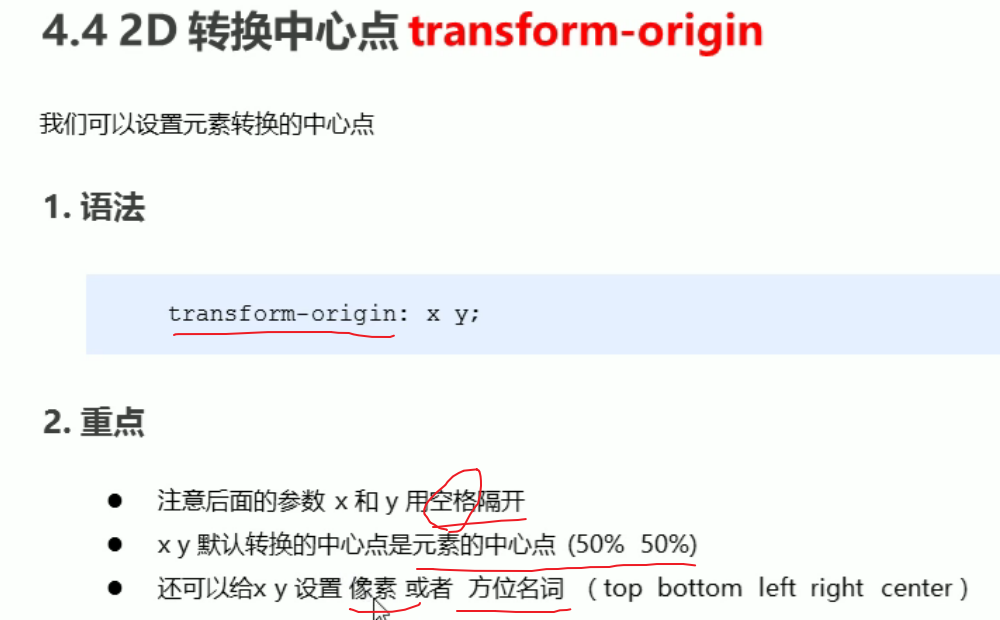 4.4 2D 转换中心点 transform-origin
我们可以设置元素转换的中心点
1. 语法
transform-origin: x y;
2. 重点
● 注意后面的参数 x 和 y 用空格隔开
● x y 默认转换的中心点是元素的中心点 (50% 50%)
● 还可以给x y 设置 像素 或者 方位名词 （top bottom left right center）